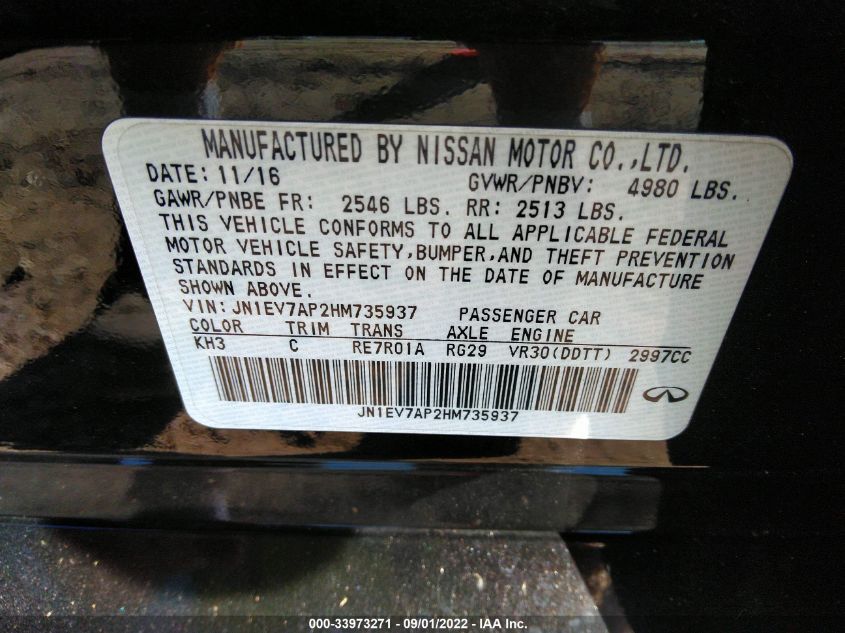 MANUFACTURED BY NISSAN MOTOR CO.,LTD.
DATE: 11/16 GVWR/PNBV: 4980 LBS.
GAWR/PNBE FR: 2546 LBS. RR: 2513 LBS.
THIS VEHICLE CONFORMS TO ALL APPLICABLE FEDERAL
MOTOR VEHICLE SAFETY,BUMPER,AND THEFT PREVENTION
STANDARDS IN EFFECT ON THE DATE OF MANUFACTURE
SHOWN ABOVE.
VIN:JN1EV7AP2HM735937 PASSENGER CAR
COLOR TRIM TRANS AXLE ENGINE
KH3 C RE7R01A RG29 VR30(DDTT) 2997CC
JN1EV7AP2HM735937
000-33973271 - 09/01/2022 - IAA Inc.